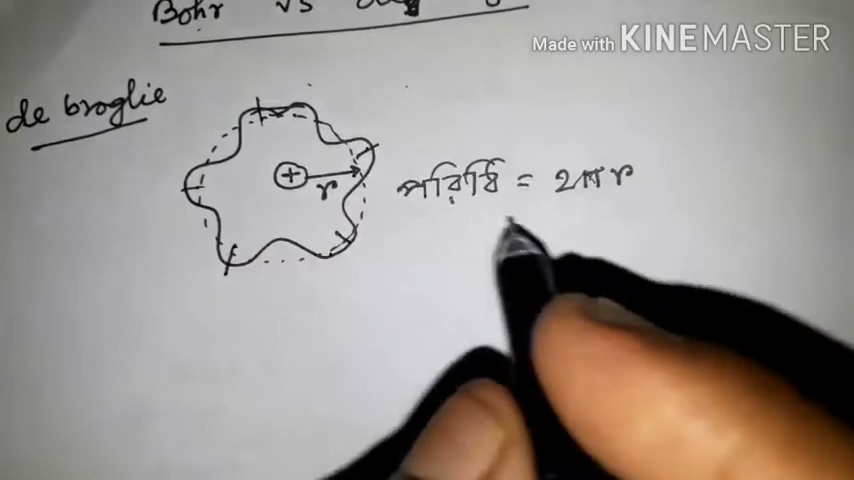 Bohr vs
Made with KINEMASTER
de broglie
+
r
পরিধি = 2πr